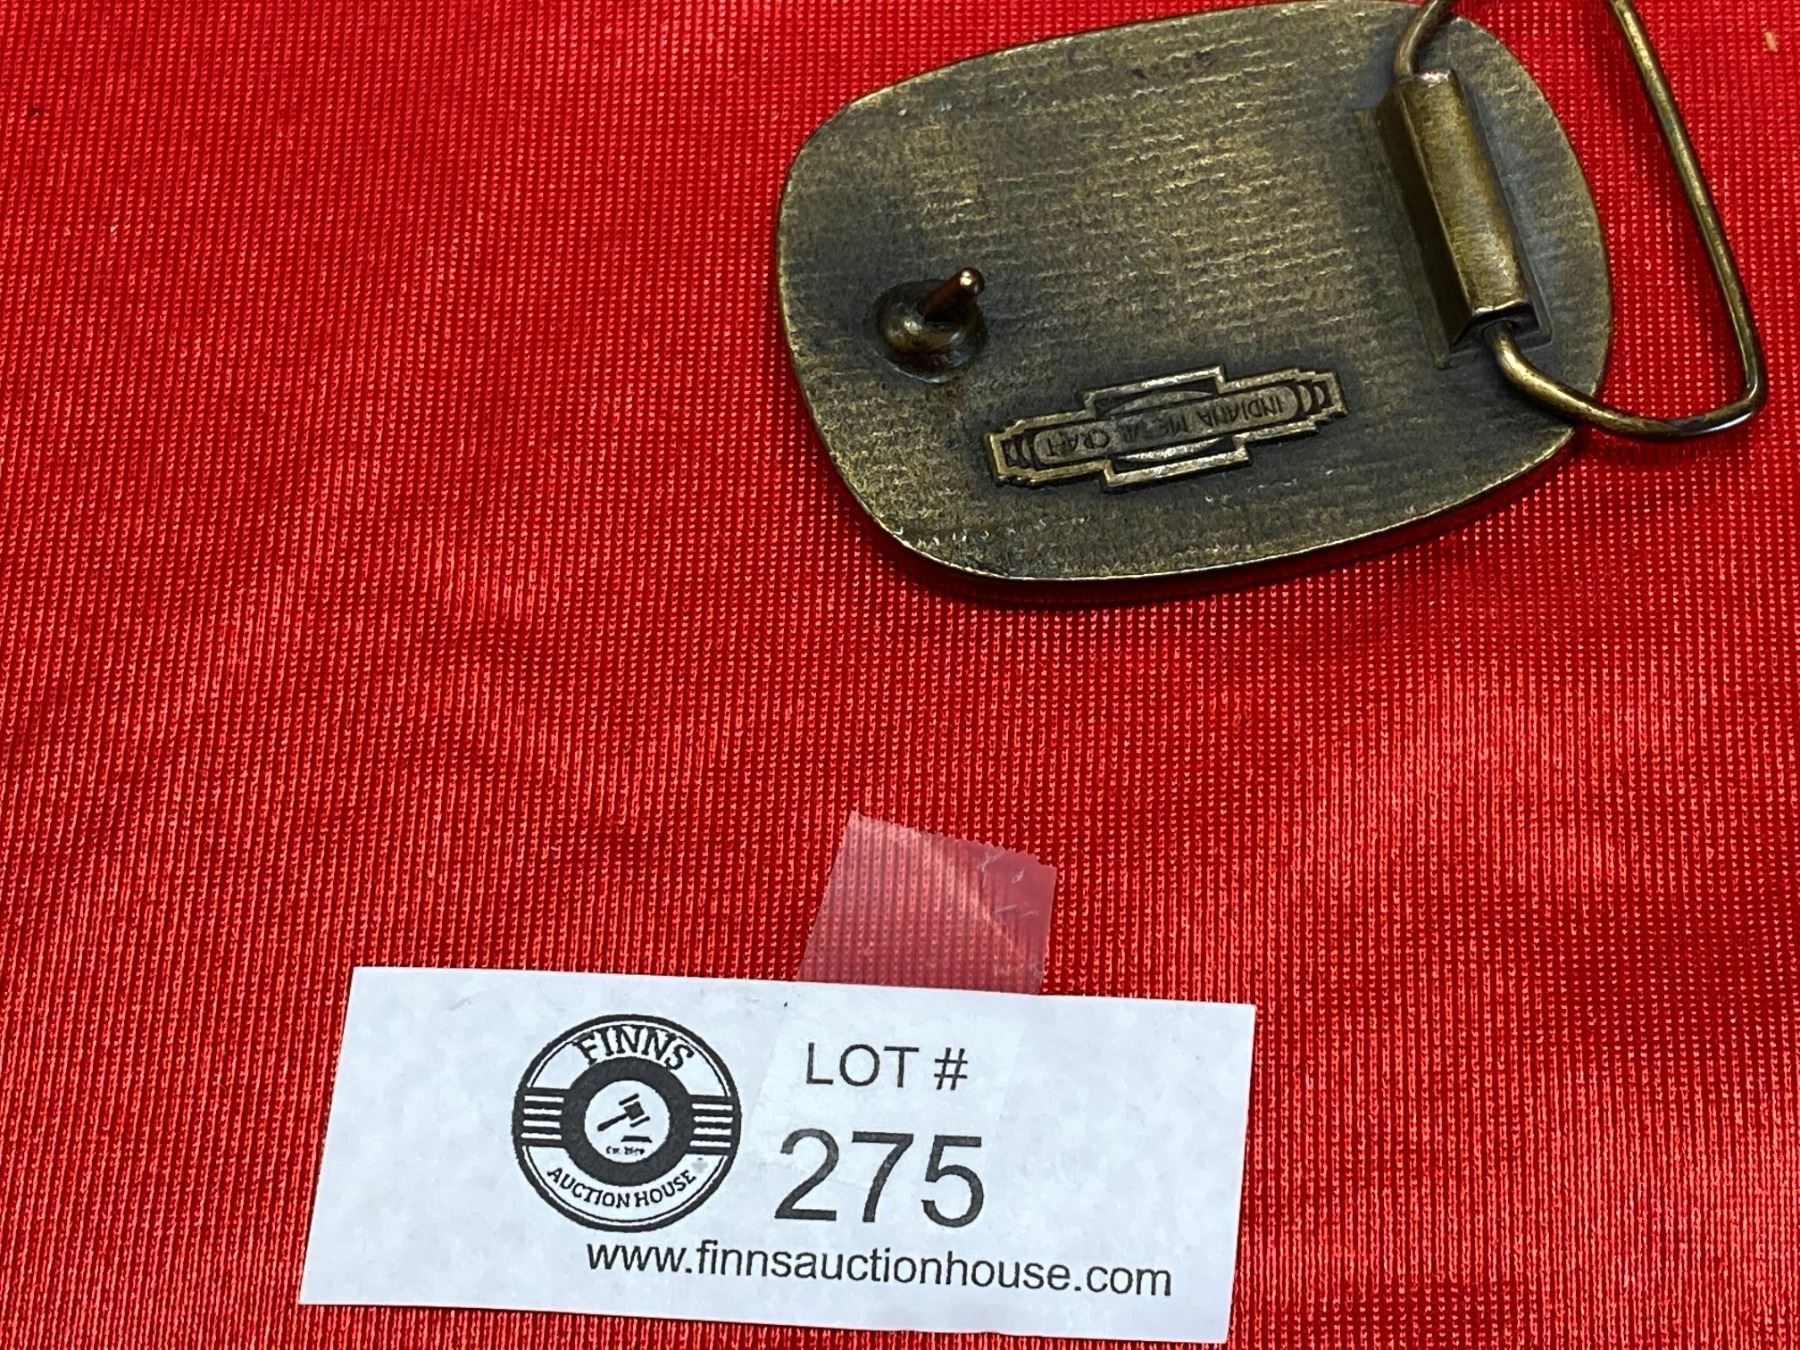 INDIANA METAL CRAFT
FINNS
AUCTION HOUSE
LOT #
275
www.finnsauctionhouse.com